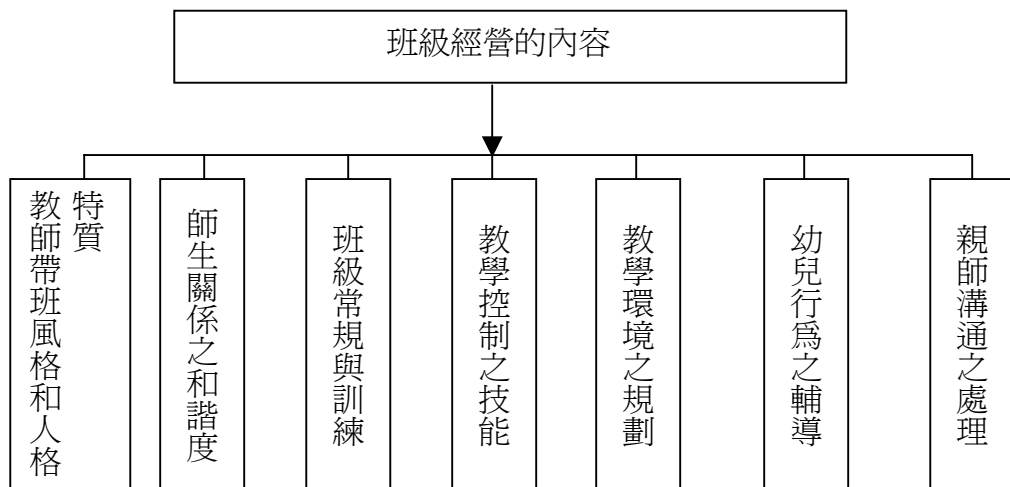 班級經營的內容
教師帶班風格和人格
特質
師生關係之和諧度
班級常規與訓練
教學控制之技能
教學環境之規劃
幼兒行為之輔導
親師溝通之處理